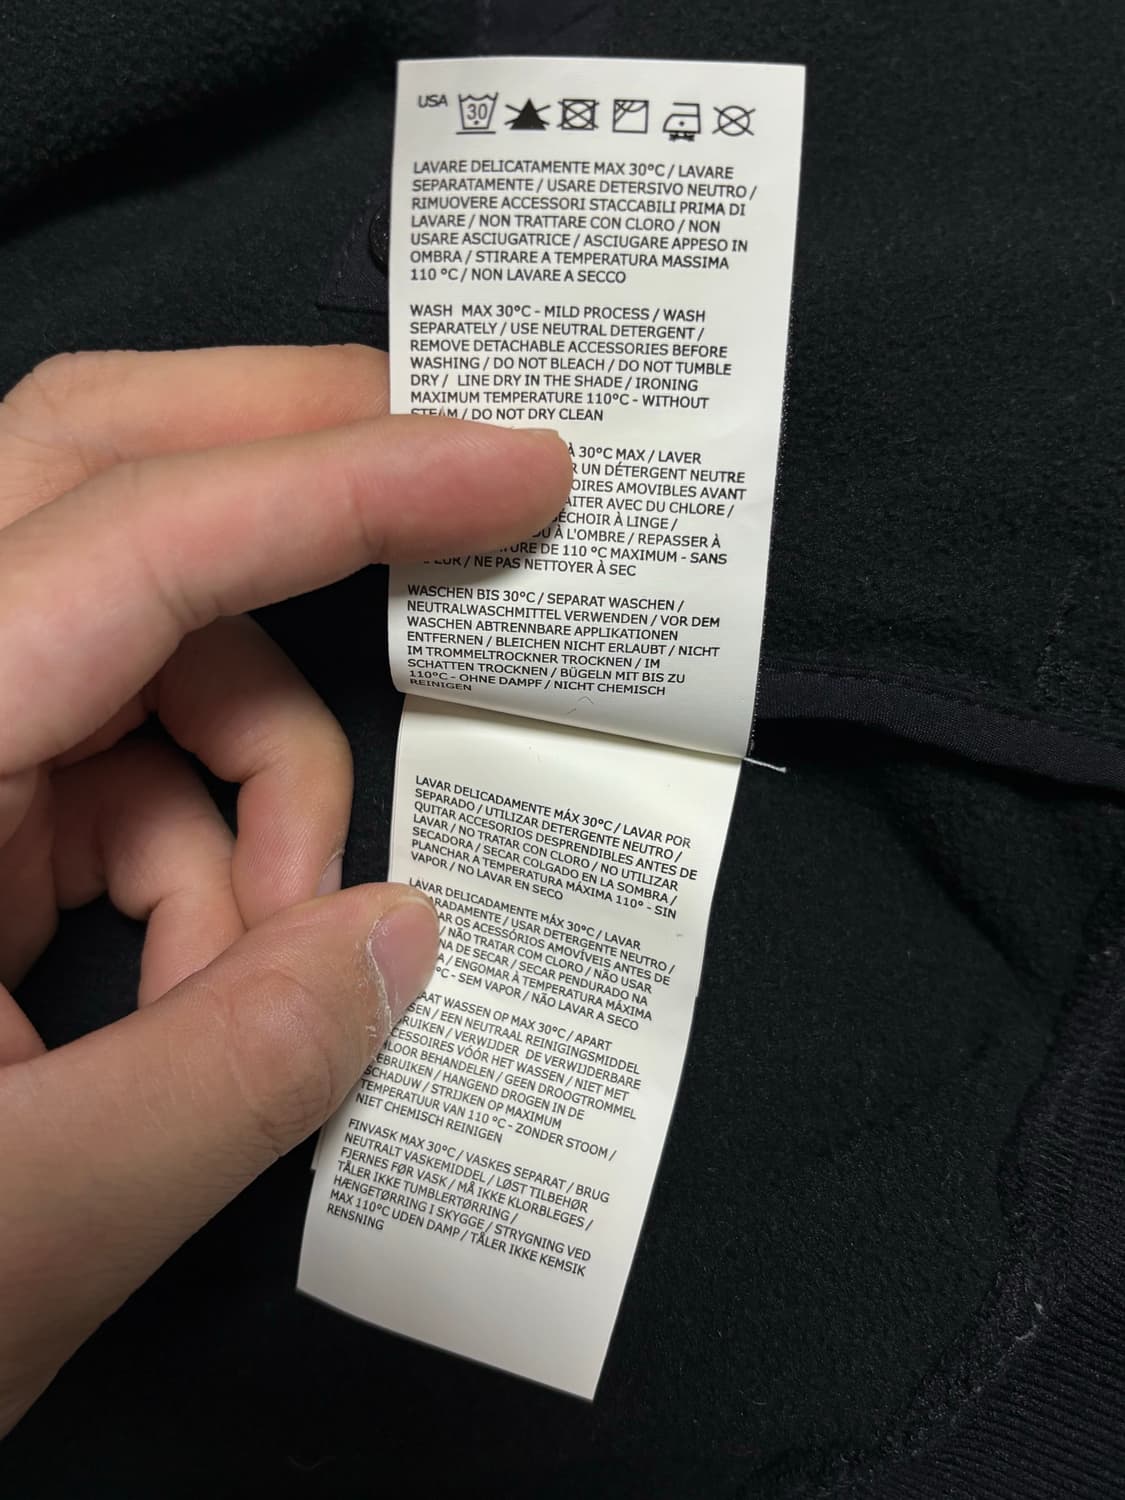 USA 30
LAVARE DELICATAMENTE MAX 30°C / LAVARE
SEPARATAMENTE / USARE DETERSIVO NEUTRO /
RIMUOVERE ACCESSORI STACCABILI PRIMA DI
LAVARE / NON TRATTARE CON CLORO / NON
USARE ASCIUGATRICE / ASCIUGARE APPESO IN
OMBRA / STIRARE A TEMPERATURA MASSIMA
110 °C / NON LAVARE A SECCO
WASH MAX 30°C - MILD PROCESS / WASH
SEPARATELY / USE NEUTRAL DETERGENT /
REMOVE DETACHABLE ACCESSORIES BEFORE
WASHING / DO NOT BLEACH / DO NOT TUMBLE
DRY / LINE DRY IN THE SHADE / IRONING
MAXIMUM TEMPERATURE 110°C - WITHOUT
STEAM / DO NOT DRY CLEAN
À 30°C MAX / LAVER
UN DÉTERGENT NEUTRE
AMOVIBLES AVANT
AVEC DU CHLORE /
À LINGE /
À L'OMBRE / REPASSER À
DE 110 °C MAXIMUM - SANS
/ NE PAS NETTOYER À SEC
WASCHEN BIS 30°C / SEPARAT WASCHEN /
NEUTRALWASCHMITTEL VERWENDEN / VOR DEM
WASCHEN ABTRENNBARE APPLIKATIONEN
ENTFERNEN / BLEICHEN NICHT ERLAUBT / NICHT
IM TROMMELTROCKNER TROCKNEN / IM
SCHATTEN TROCKNEN / BÜGELN MIT BIS ZU
110°C - OHNE DAMPF / NICHT CHEMISCH
REINIGEN
LAVAR DELICADAMENTE MÁX 30°C / LAVAR POR
SEPARADO / UTILIZAR DETERGENTE NEUTRO /
QUITAR ACCESORIOS DESPRENDIBLES ANTES DE
LAVAR / NO TRATAR CON CLORO / NO UTILIZAR
SECADORA / SECAR COLGADO EN LA SOMBRA /
PLANCHAR A TEMPERATURA MÁXIMA 110° - SIN
VAPOR / NO LAVAR EN SECO
LAVAR DELICADAMENTE MÁX 30°C / LAVAR
/ USAR DETERGENTE NEUTRO /
OS ACESSÓRIOS AMOVÍVEIS ANTES DE
/ NÃO TRATAR COM CLORO / NÃO USAR
DE SECAR / SECAR PENDURADO NA
/ ENGOMAR À TEMPERATURA MÁXIMA
°C - SEM VAPOR / NÃO LAVAR A SECO
WASSEN OP MAX 30°C / APART
/ EEN NEUTRAAL REINIGINGSMIDDEL
/ VERWIJDER DE VERWIJDERBARE
VÓÓR HET WASSEN / NIET MET
BEHANDELEN / GEEN DROOGTROMMEL
/ HANGEND DROGEN IN DE
SCHADUW / STRIJKEN OP MAXIMUM
TEMPERATUUR VAN 110 °C - ZONDER STOOM /
NIET CHEMISCH REINIGEN
FINVASK MAX 30°C / VASKES SEPARAT / BRUG
NEUTRALT VASKEMIDDEL / LØST TILBEHØR
FJERNES FØR VASK / MÅ IKKE KLORBLEGES /
TÅLER IKKE TUMBLERTØRRING /
HÆNGETØRRING I SKYGGE / STRYGNING VED
MAX 110°C UDEN DAMP / TÅLER IKKE KEMISK
RENSNING